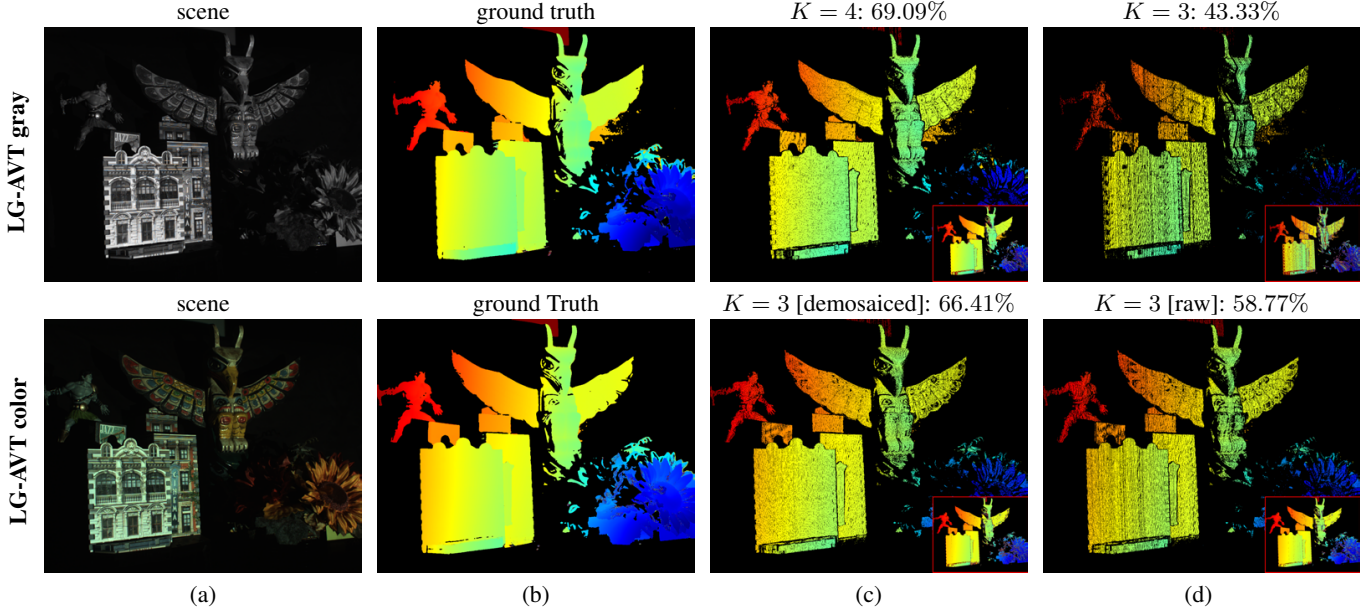 scene ground truth K = 4: 69.09% K = 3: 43.33%
LG-AVT gray
scene ground Truth K = 3 [demosaiced]: 66.41% K = 3 [raw]: 58.77%
LG-AVT color
(a) (b) (c) (d)